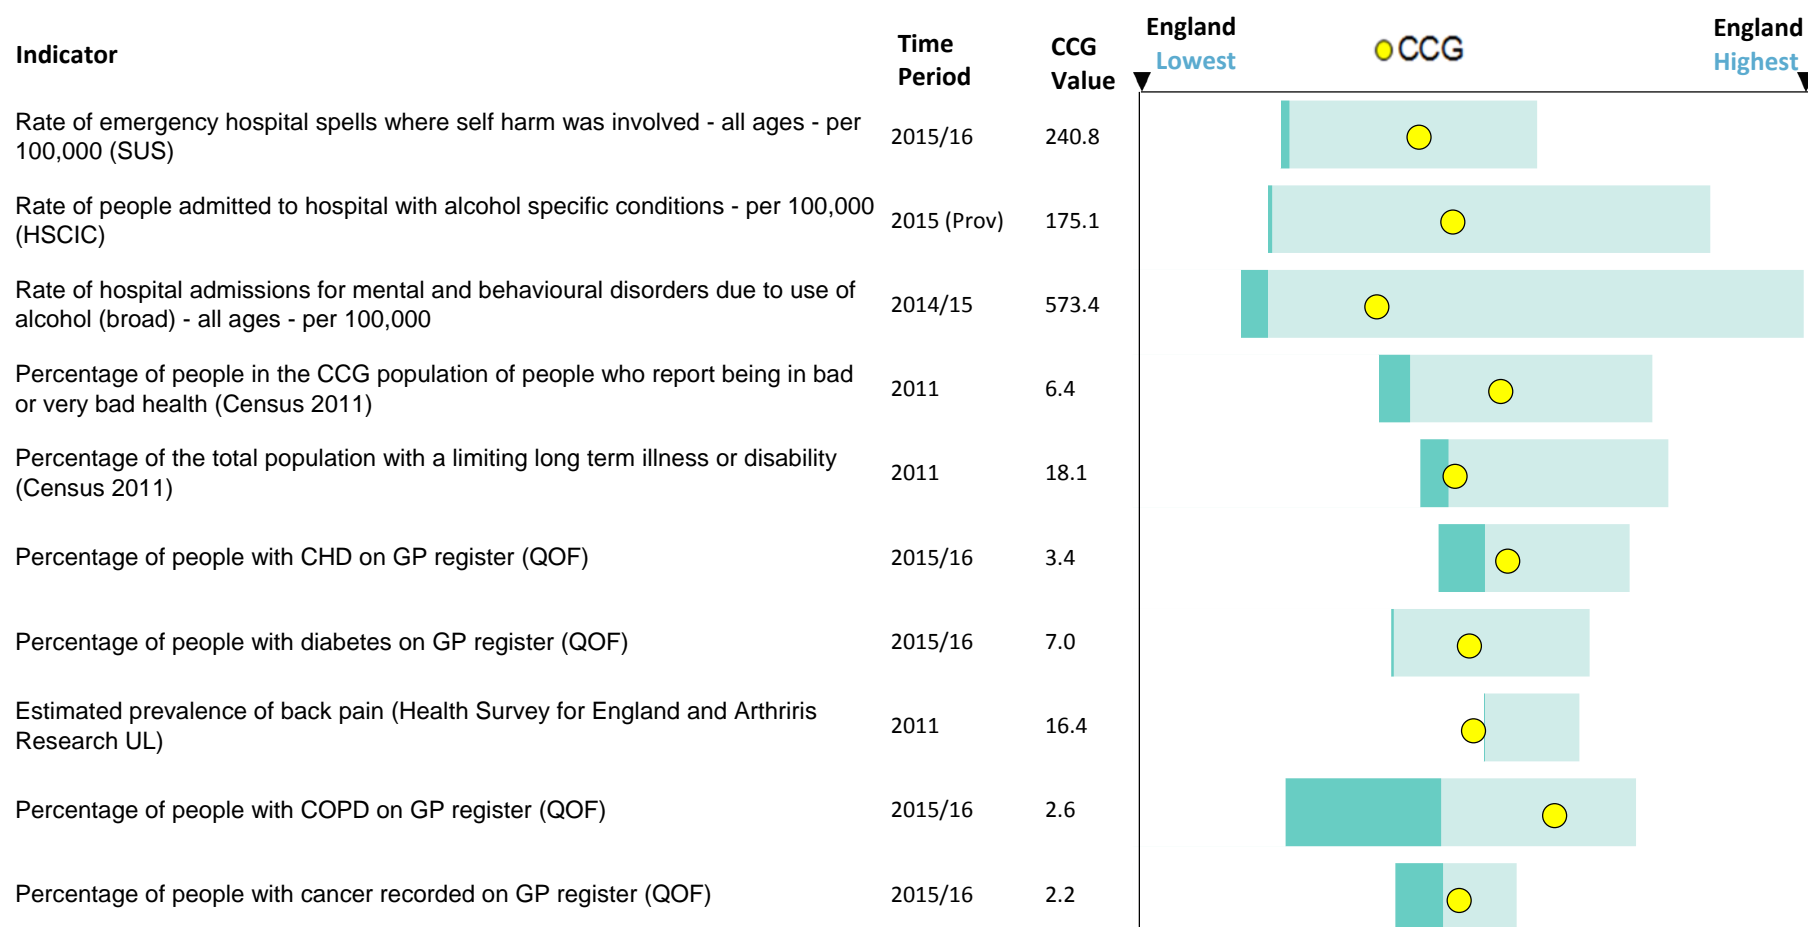 Indicator
Time
Period
CCG
Value
England
Lowest
CCG
England
Highest
Rate of emergency hospital spells where self harm was involved - all ages - per
100,000 (SUS)
2015/16
240.8
Rate of people admitted to hospital with alcohol specific conditions - per 100,000
(HSCIC)
2015 (Prov)
175.1
Rate of hospital admissions for mental and behavioural disorders due to use of
alcohol (broad) - all ages - per 100,000
2014/15
573.4
Percentage of people in the CCG population of people who report being in bad
or very bad health (Census 2011)
2011
6.4
Percentage of the total population with a limiting long term illness or disability
(Census 2011)
2011
18.1
Percentage of people with CHD on GP register (QOF)
2015/16
3.4
Percentage of people with diabetes on GP register (QOF)
2015/16
7.0
Estimated prevalence of back pain (Health Survey for England and Arthriris
Research UL)
2011
16.4
Percentage of people with COPD on GP register (QOF)
2015/16
2.6
Percentage of people with cancer recorded on GP register (QOF)
2015/16
2.2